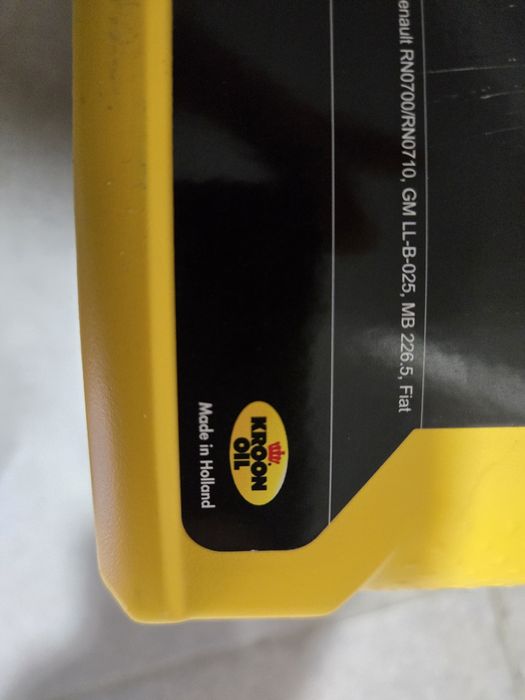 enault RN0700/RN0710, GM LL-B-025, MB 226.5, Fiat
KROON
OIL
Made in Holland